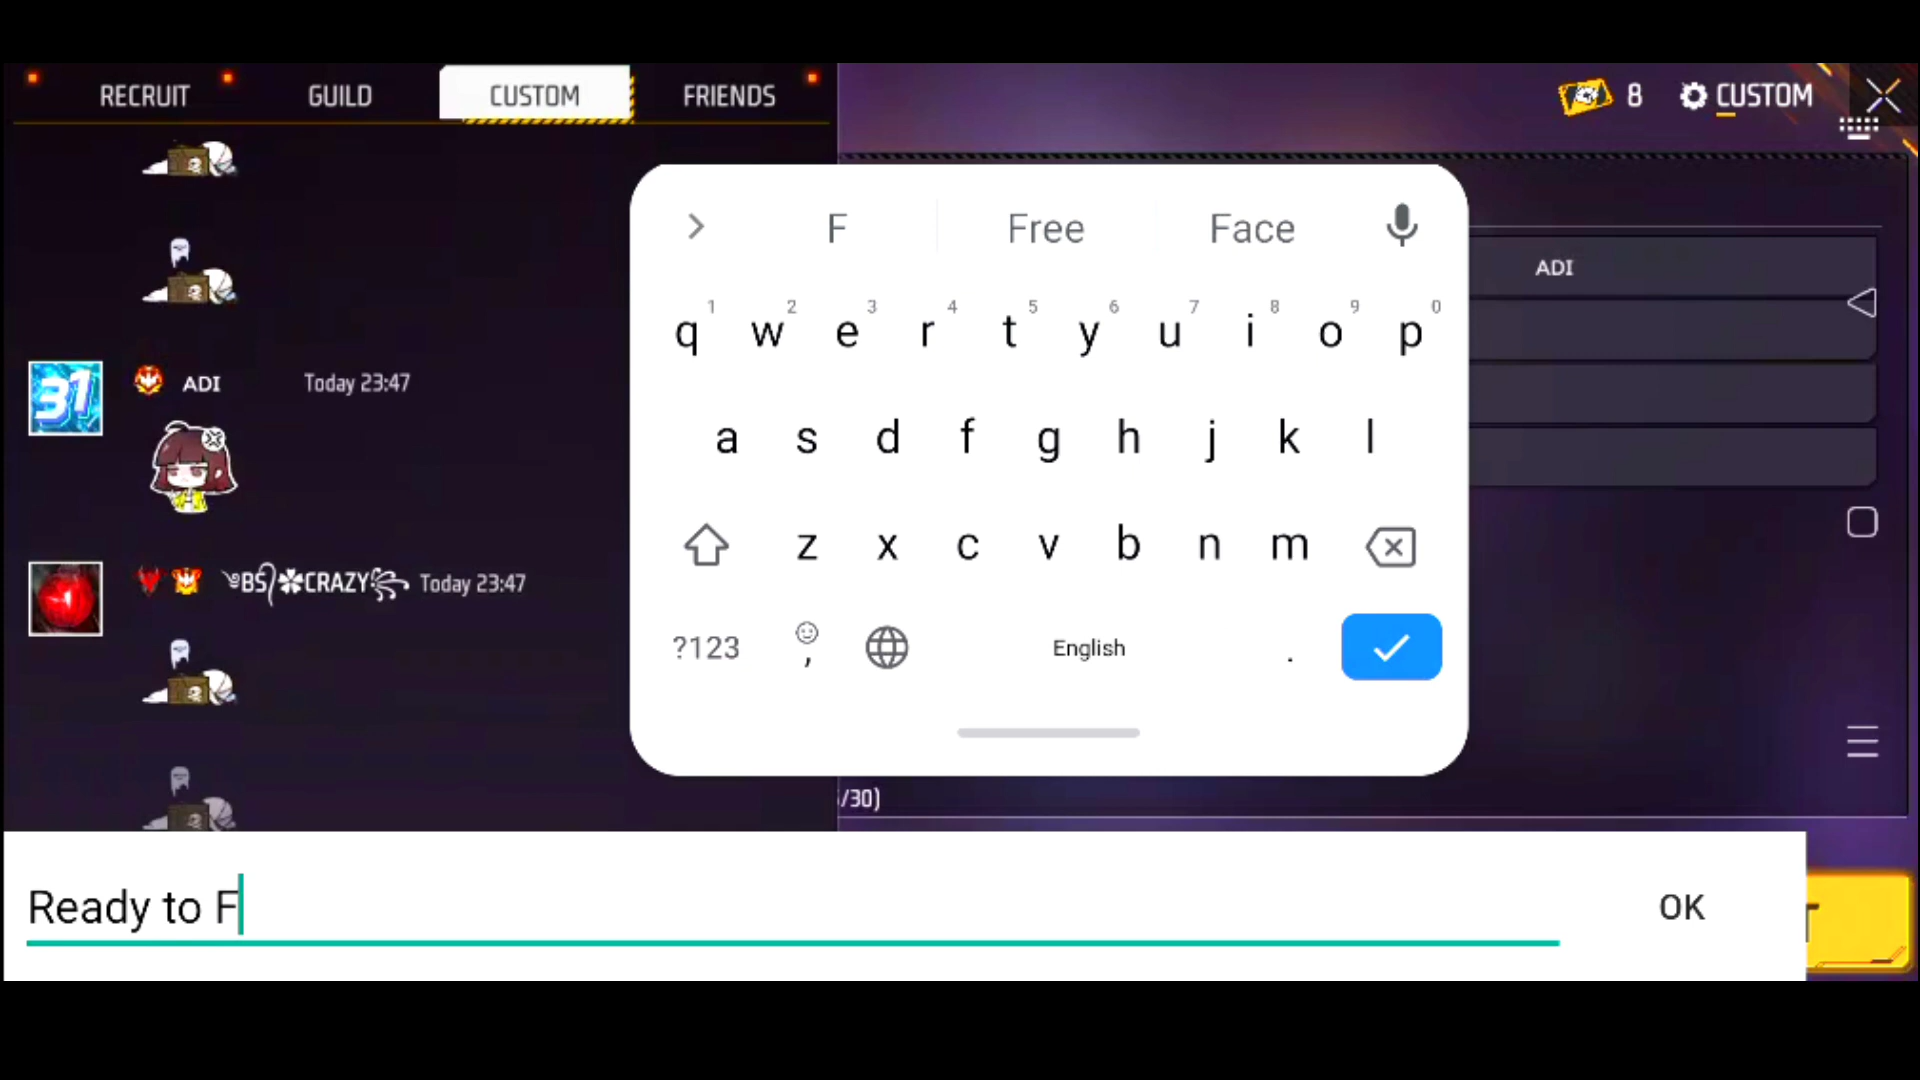 RECRUIT
GUILD
CUSTOM
FRIENDS
8
CUSTOM
F
Free
Face
ADI
q 1 w 2 e 3 r 4 t 5 y 6 u 7 i 8 o 9 p 0
ADI
Today 23:47
a s d f g h j k l
z x c v b n m
Today 23:47
?123
,
English
.
/30)
Ready to F
OK